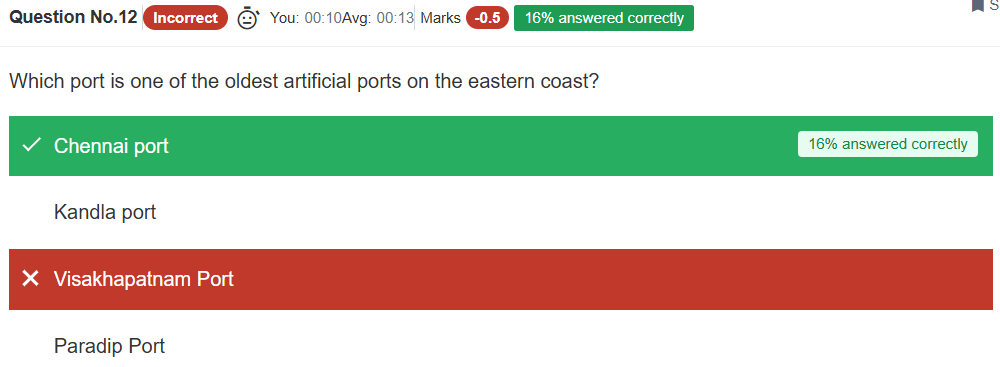 Question No.12 Incorrect You: 00:10Avg: 00:13 Marks -0.5 16% answered correctly S
Which port is one of the oldest artificial ports on the eastern coast?
Chennai port 16% answered correctly
Kandla port
Visakhapatnam Port
Paradip Port